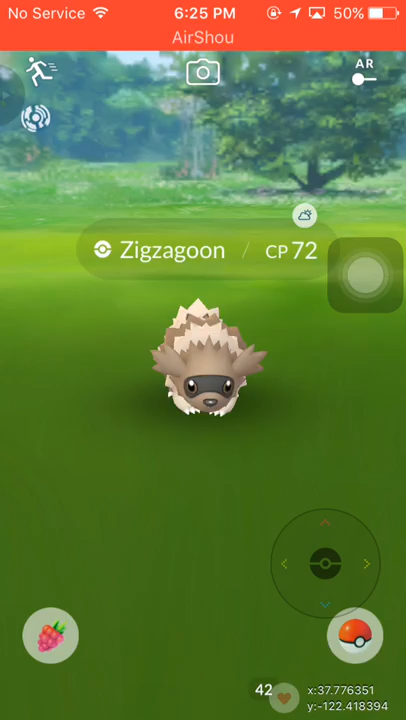 No Service 6:25 PM 50%
AirShou
AR
Zigzagoon / CP 72
42
x:37.776351
y:-122.418394